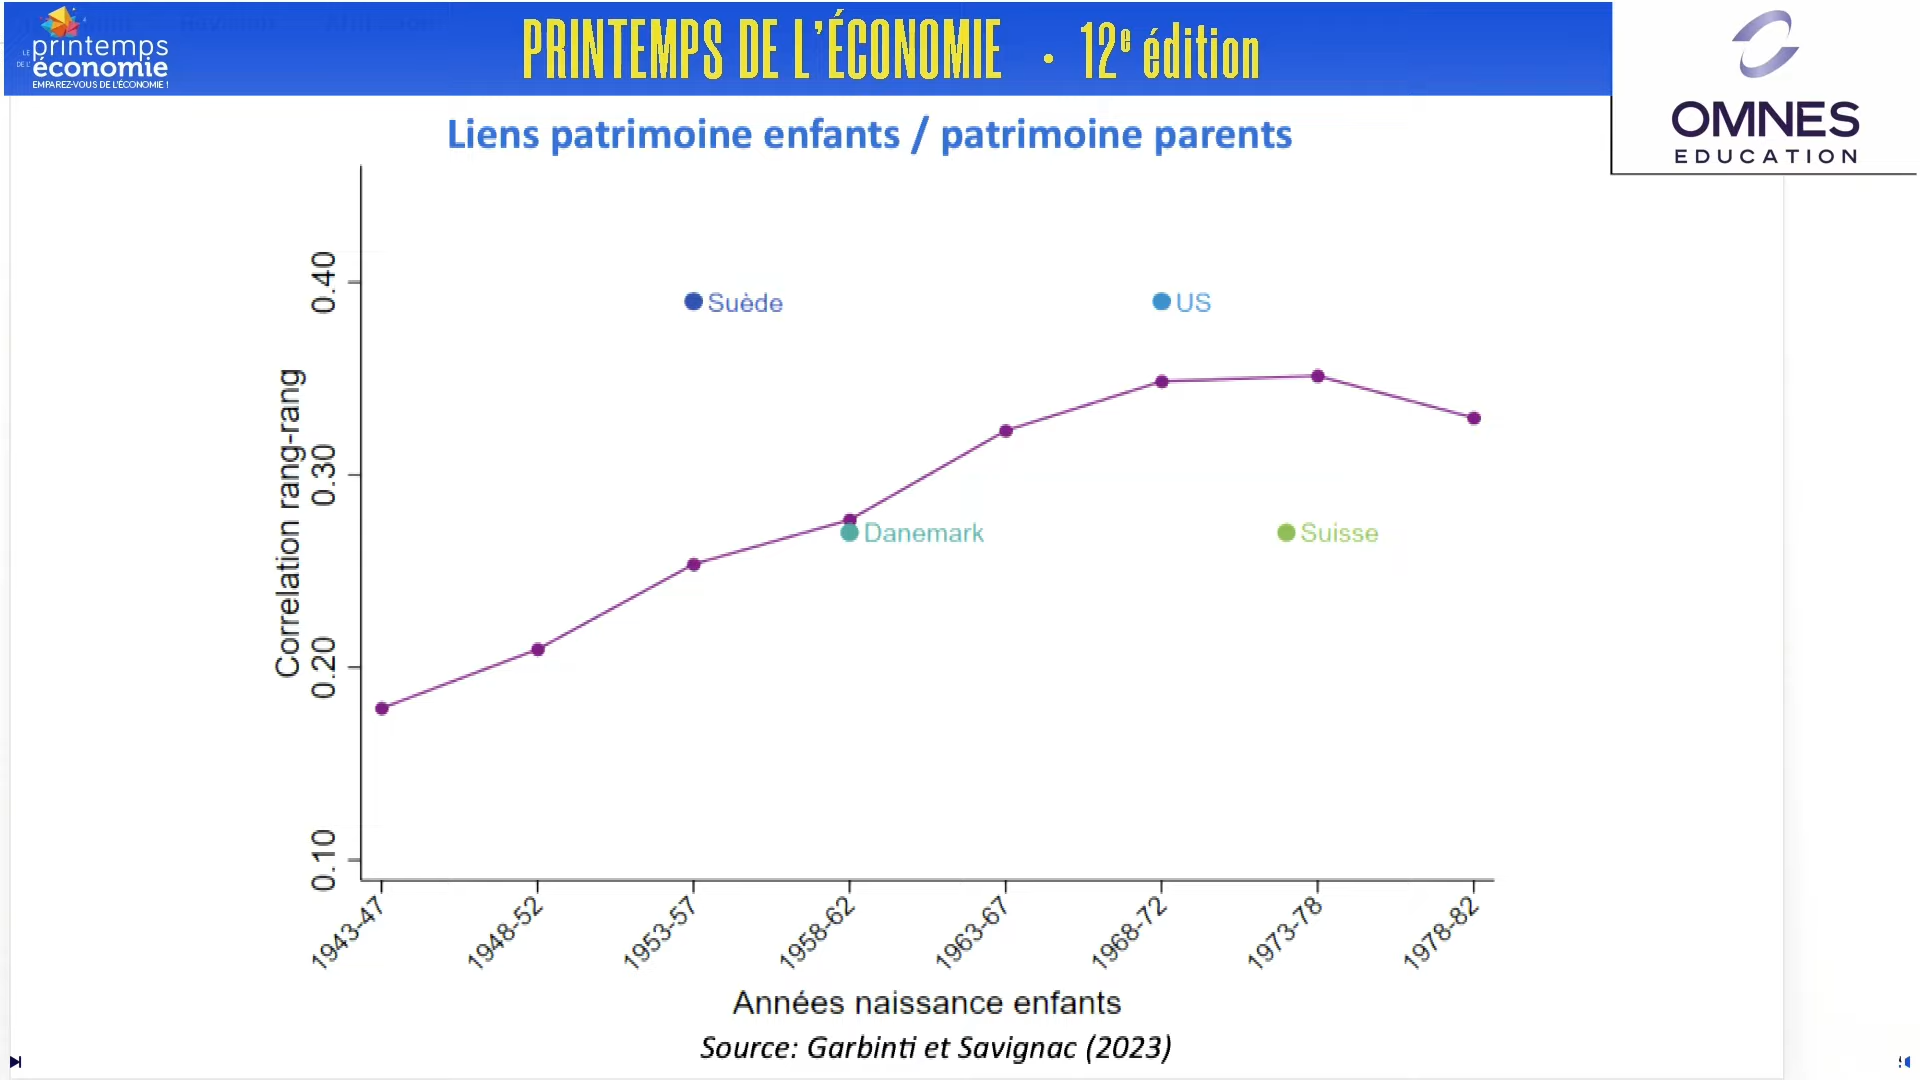 LE
printemps
DE L'
économie
EMPAREZ-VOUS DE L'ÉCONOMIE !
PRINTEMPS DE L'ÉCONOMIE • 12e édition
OMNES
EDUCATION
Liens patrimoine enfants / patrimoine parents
Correlation rang-rang
0.40
0.30
0.20
0.10
Suède
US
Danemark
Suisse
1943-47
1948-52
1953-57
1958-62
1963-67
1968-72
1973-78
1978-82
Années naissance enfants
Source: Garbinti et Savignac (2023)